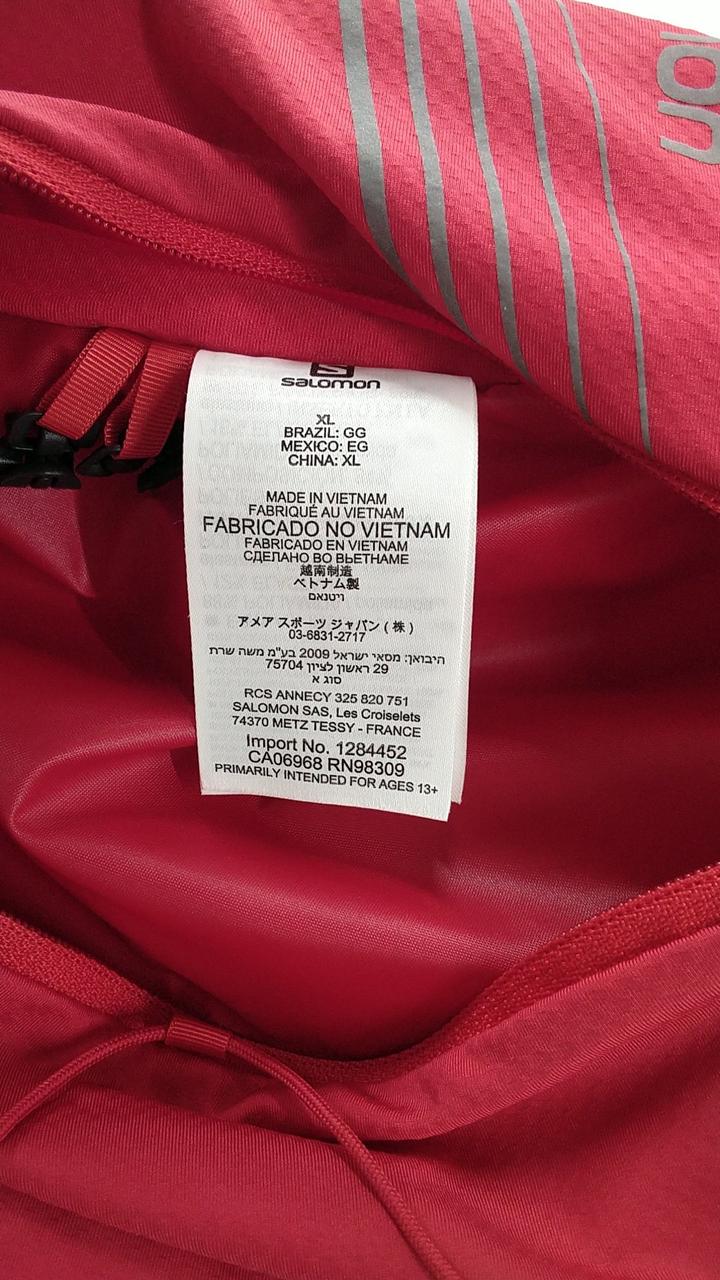 salomon
XL
BRAZIL: GG
MEXICO: EG
CHINA: XL
MADE IN VIETNAM
FABRIQUÉ AU VIETNAM
FABRICADO NO VIETNAM
FABRICADO EN VIETNAM
СДЕЛАНО ВО ВЬЕТНАМЕ
越南制造
ベトナム製
ויטנאם
アメア スポーツ ジャパン ( 株 )
03-6831-2717
היבואן: מסאי ישראל 2009 בע"מ משה שרת
29 ראשון לציון 75704
סוג א
RCS ANNECY 325 820 751
SALOMON SAS, Les Croiselets
74370 METZ TESSY - FRANCE
Import No. 1284452
CA06968 RN98309
PRIMARILY INTENDED FOR AGES 13+